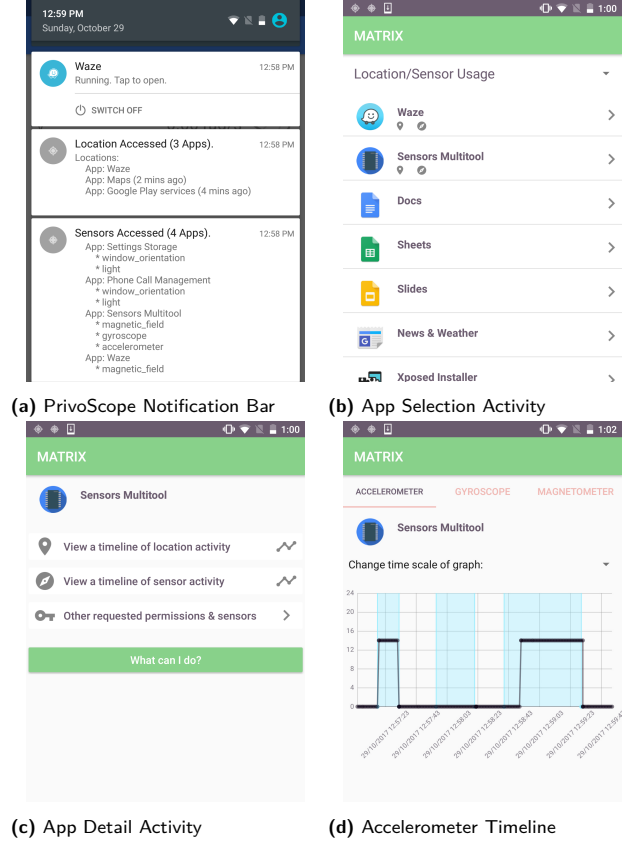 12:59 PM
Sunday, October 29
Waze
12:58 PM
Running. Tap to open.
SWITCH OFF
Location Accessed (3 Apps).
12:58 PM
Locations:
App: Waze
App: Maps (2 mins ago)
App: Google Play services (4 mins ago)
Sensors Accessed (4 Apps).
12:58 PM
App: Settings Storage
* window_orientation
* light
App: Phone Call Management
* window_orientation
* light
App: Sensors Multitool
* magnetic_field
* gyroscope
* accelerometer
App: Waze
* magnetic_field
(a) PrivoScope Notification Bar
1:00
MATRIX
Location/Sensor Usage
Waze
Sensors Multitool
Docs
Sheets
Slides
News & Weather
Xposed Installer
(b) App Selection Activity
1:00
MATRIX
Sensors Multitool
View a timeline of location activity
View a timeline of sensor activity
Other requested permissions & sensors
What can I do?
(c) App Detail Activity
1:02
MATRIX
ACCELEROMETER GYROSCOPE MAGNETOMETER
Sensors Multitool
Change time scale of graph:
24
20
16
12
8
4
0
29/10/2017 12:57:23
29/10/2017 12:57:43
29/10/2017 12:58:03
29/10/2017 12:58:23
29/10/2017 12:58:43
29/10/2017 12:59:03
29/10/2017 12:59:23
(d) Accelerometer Timeline